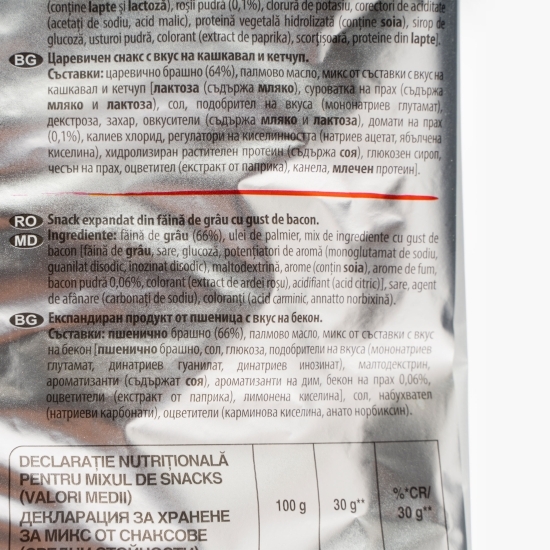 (conține lapte și lactoză), roșii pudră (0,1%), clorură de potasiu, corectori de aciditate
(acetați de sodiu, acid malic), proteină vegetală hidrolizată (conține soia), sirop de
glucoză, usturoi pudră, colorant (extract de paprika), scorțișoară, proteine din lapte].
BG Царевичен снакс с вкус на кашкавал и кетчуп.
Съставки: царевично брашно (64%), палмово масло, микс от съставки с вкус на
кашкавал и кетчуп [лактоза (съдържа мляко), суроватка на прах (съдържа
мляко и лактоза), сол, подобрител на вкуса (мононатриев глутамат),
декстроза, захар, овкусители (съдържа мляко и лактоза), домати на прах
(0,1%), калиев хлорид, регулатори на киселинността (натриев ацетат, ябълчена
киселина), хидролизиран растителен протеин (съдържа соя), глюкозен сироп,
чесън на прах, оцветител (екстракт от паприка), канела, млечен протеин].
RO Snack expandat din făină de grâu cu gust de bacon.
MD Ingrediente: făină de grâu (66%), ulei de palmier, mix de ingrediente cu gust de
bacon [făină de grâu, sare, glucoză, potențiatori de aromă (monoglutamat de sodiu,
guanilat disodic, inozinat disodic), maltodextrină, arome (conțin soia), arome de fum,
bacon pudră 0,06%, colorant (extract de ardei roșu), acidifiant (acid citric)], sare, agent
de afânare (carbonați de sodiu), coloranți (acid carminic, annatto norbixină).
BG Експандиран продукт от пшеница с вкус на бекон.
Съставки: пшенично брашно (66%), палмово масло, микс от съставки с вкус
на бекон [пшенично брашно, сол, глюкоза, подобрители на вкуса (мононатриев
глутамат, динатриев гуанилат, динатриев инозинат), малтодекстрин,
ароматизанти (съдържат соя), ароматизанти на дим, бекон на прах 0,06%,
оцветители (екстракт от паприка), лимонена киселина], сол, набухвател
(натриеви карбонати), оцветители (карминова киселина, анато норбиксин).
DECLARAȚIE NUTRIȚIONALĂ
PENTRU MIXUL DE SNACKS
(VALORI MEDII)
ДЕКЛАРАЦИЯ ЗА ХРАНЕНЕ
ЗА МИКС ОТ СНАКСОВЕ
(СРЕДНИ СТОЙНОСТИ)
100 g
30 g**
%*CR/
30 g**